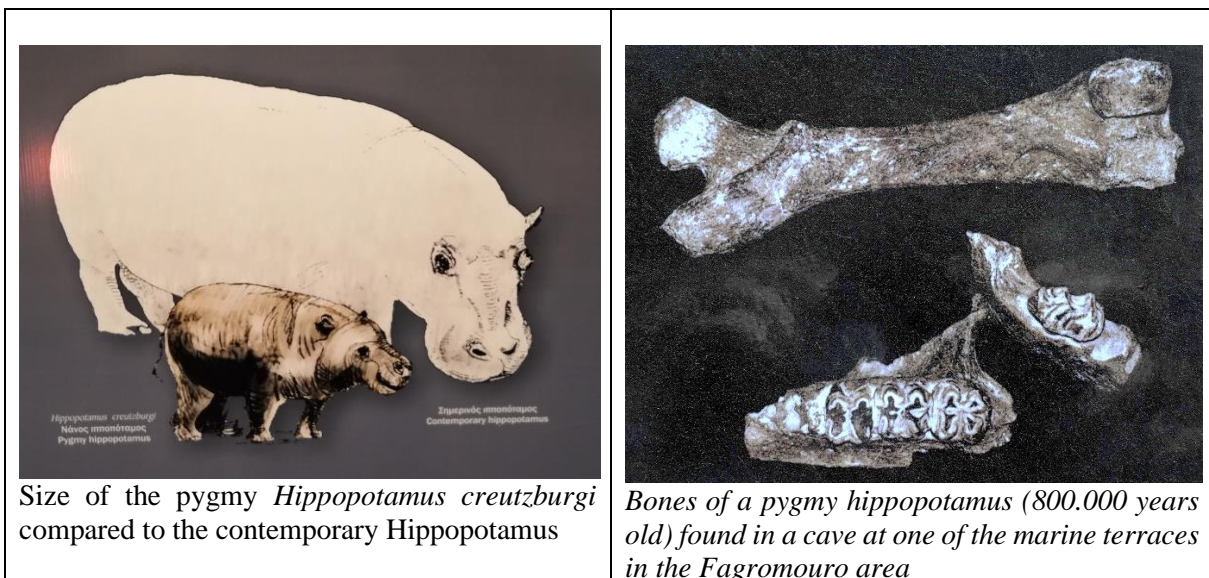 Hippopotamus creutzburgi
Νάνος ιπποπόταμος
Pygmy hippopotamus
Σημερινός ιπποπόταμος
Contemporary hippopotamus
Size of the pygmy Hippopotamus creutzburgi
compared to the contemporary Hippopotamus
Bones of a pygmy hippopotamus (800.000 years
old) found in a cave at one of the marine terraces
in the Fagromouro area